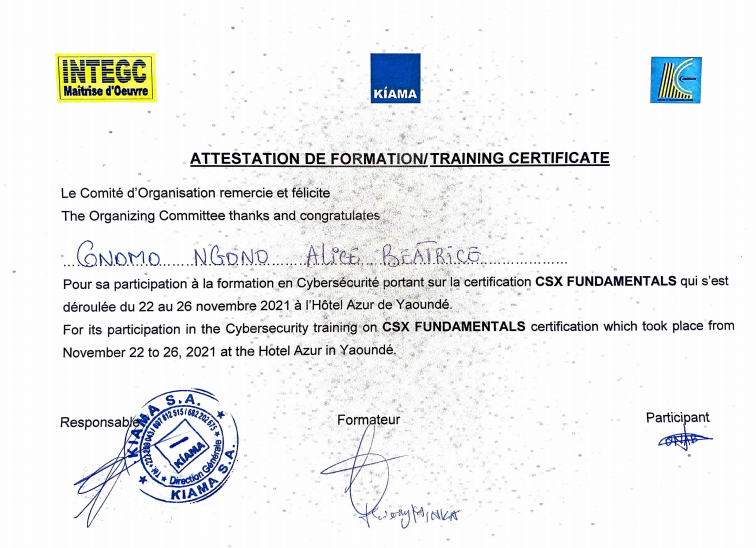 INTEGC
Maitrise d'Oeuvre
KIAMA
ATTESTATION DE FORMATION/TRAINING CERTIFICATE
Le Comité d'Organisation remercie et félicite
The Organizing Committee thanks and congratulates
GNOMO NGONO ALICE BEATRICE
Pour sa participation à la formation en Cybersécurité portant sur la certification CSX FUNDAMENTALS qui s'est
déroulée du 22 au 26 novembre 2021 à l'Hôtel Azur de Yaoundé.
For its participation in the Cybersecurity training on CSX FUNDAMENTALS certification which took place from
November 22 to 26, 2021 at the Hotel Azur in Yaoundé.
Responsable
Formateur
Participant
KIAMA S.A.
KIAMA
Direction Générale
KIAMA S.A.